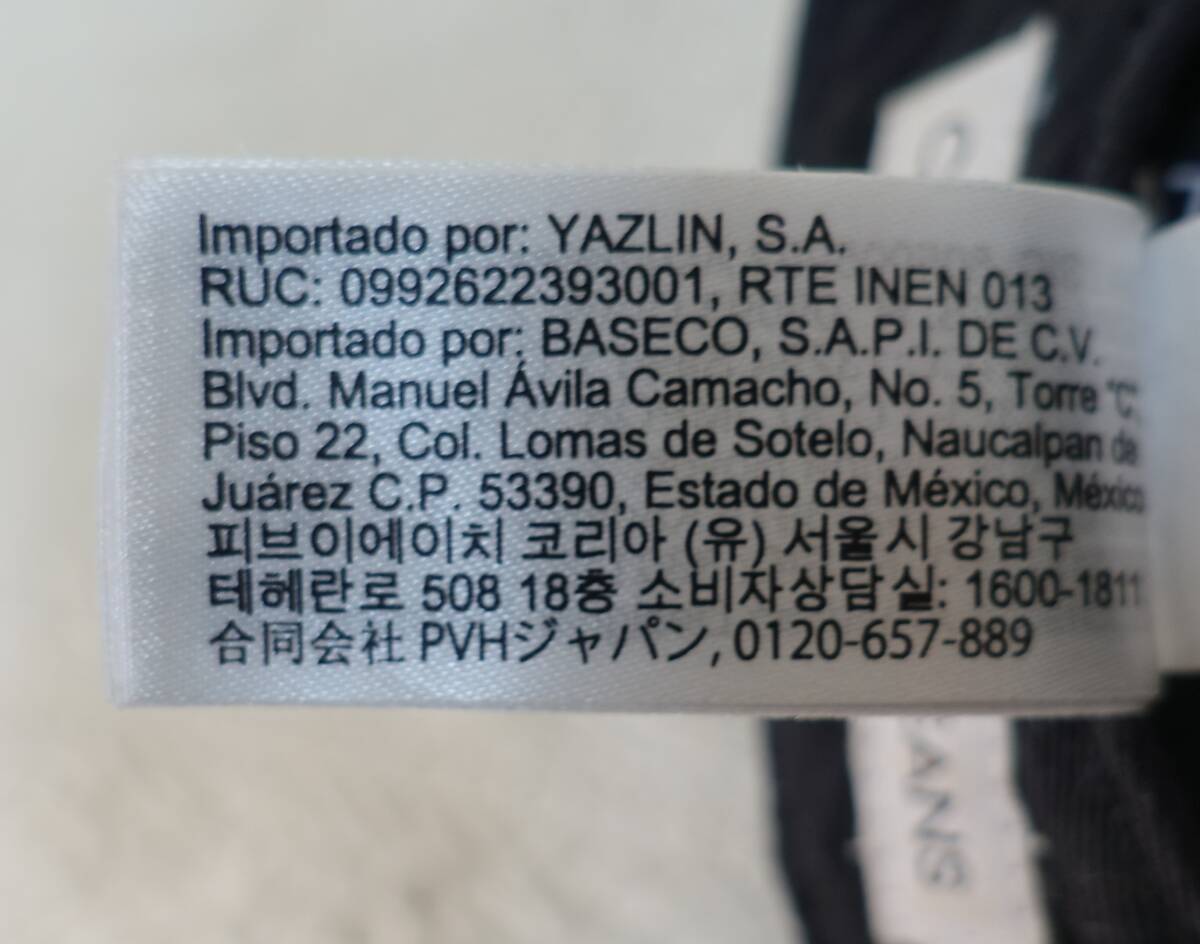 Importado por: YAZLIN, S.A.
RUC: 0992622393001, RTE INEN 013
Importado por: BASECO, S.A.P.I. DE C.V.
Blvd. Manuel Ávila Camacho, No. 5, Torre "C",
Piso 22, Col. Lomas de Sotelo, Naucalpan de
Juárez C.P. 53390, Estado de México, México
피브이에이치 코리아 (유) 서울시 강남구
테헤란로 508 18층 소비자상담실: 1600-1811
合同会社 PVHジャパン, 0120-657-889